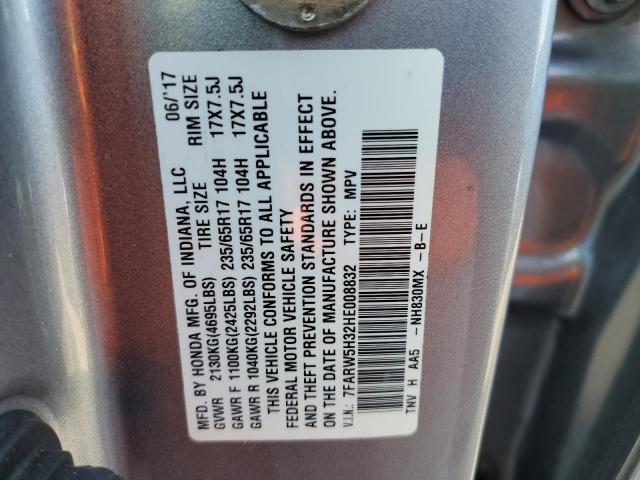 MFD. BY HONDA MFG. OF INDIANA, LLC 06/'17
TIRE SIZE RIM SIZE
GVWR 2130KG(4695LBS)
GAWR F 1100KG(2425LBS) 235/65R17 104H 17X7.5J
GAWR R 1040KG(2292LBS) 235/65R17 104H 17X7.5J
THIS VEHICLE CONFORMS TO ALL APPLICABLE
FEDERAL MOTOR VEHICLE SAFETY
AND THEFT PREVENTION STANDARDS IN EFFECT
ON THE DATE OF MANUFACTURE SHOWN ABOVE.
V.I.N.: 7FARW5H32HE008832 TYPE: MPV
TNV H AA5 -NH830MX -B-E